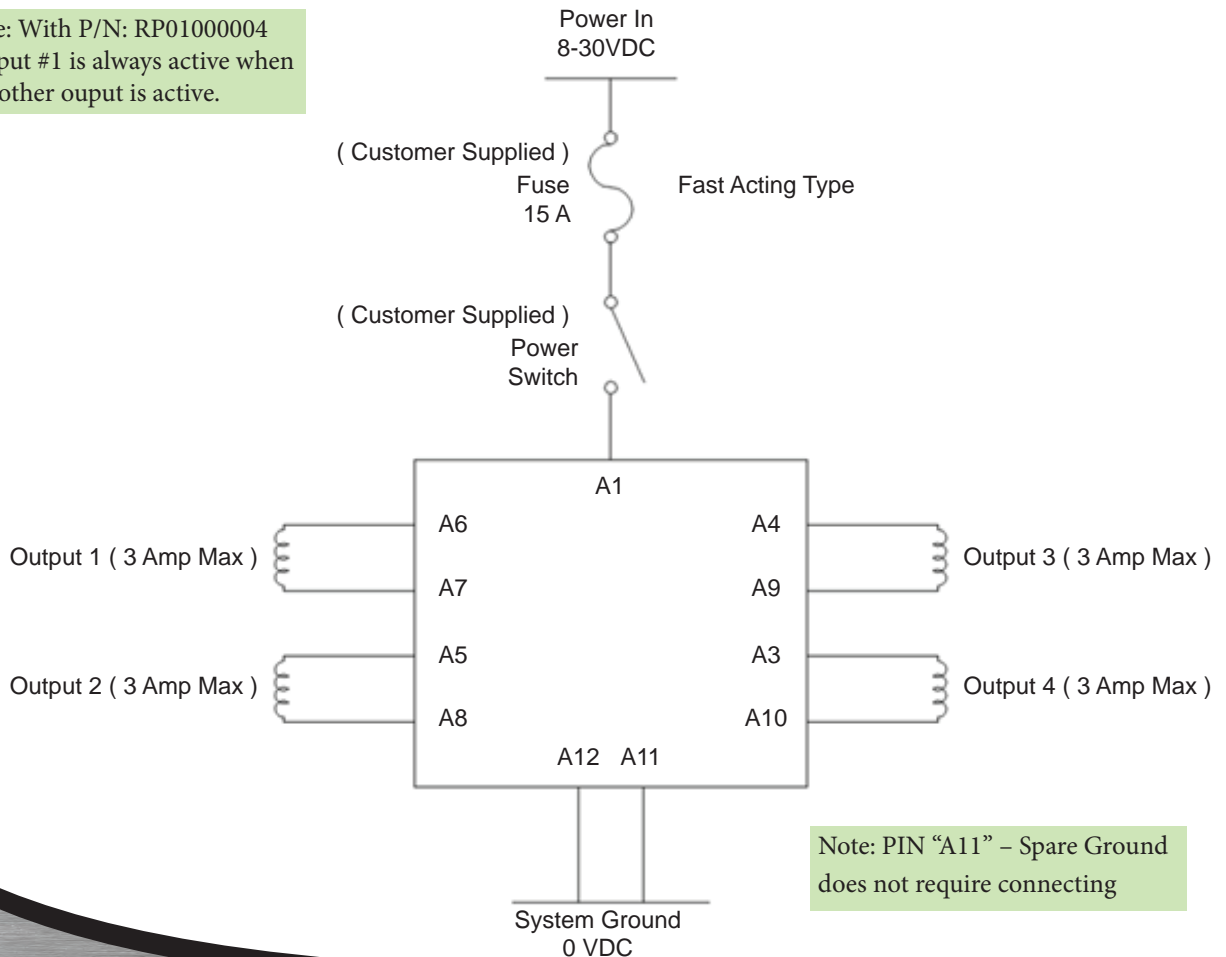 Power In
8-30VDC
: With P/N: RP01000004
#1 is always active when
other ouput is active.
( Customer Supplied )
Fuse
15 A
Fast Acting Type
( Customer Supplied )
Power
Switch
A1
A6
A4
Output 1 ( 3 Amp Max )
Output 3 ( 3 Amp Max )
A7
A9
A5
A3
Output 2 ( 3 Amp Max )
Output 4 ( 3 Amp Max )
A8
A10
A12 A11
Note: PIN “A11” – Spare Ground
does not require connecting
System Ground
0 VDC